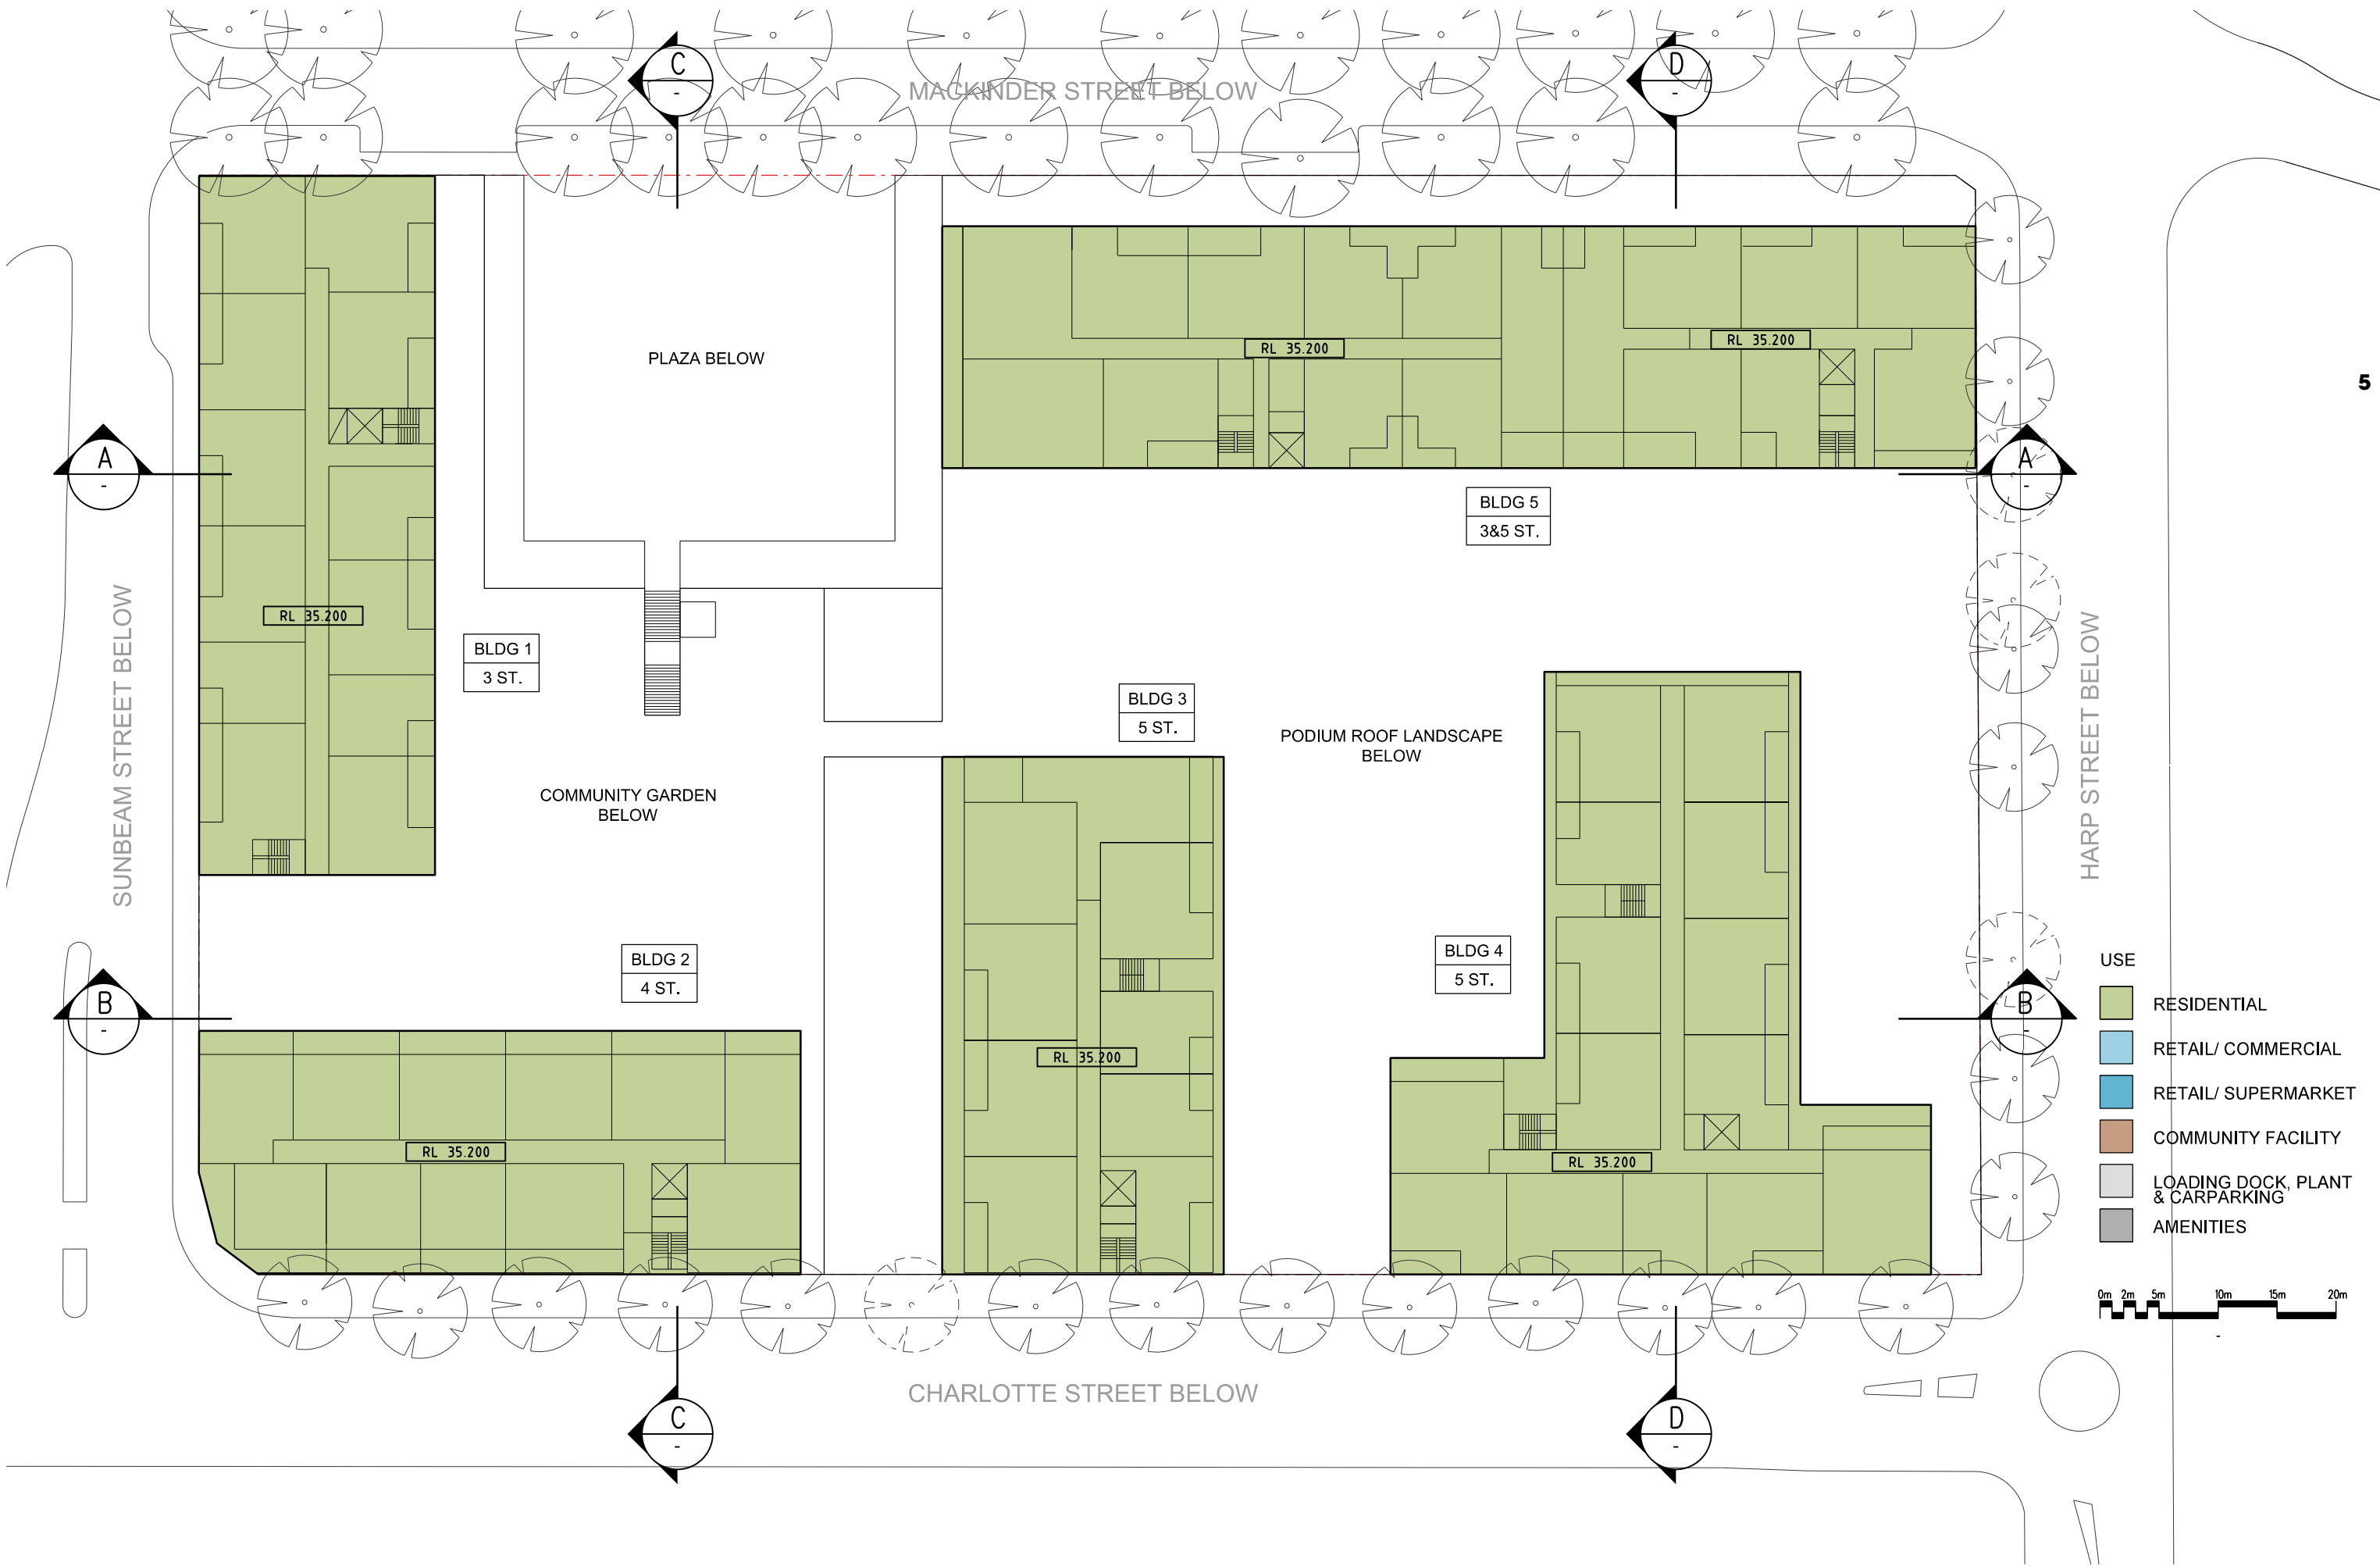 C
-
MACKINDER STREET BELOW
D
-
PLAZA BELOW
RL 35.200
RL 35.200
5
A
-
A
-
BLDG 5
3&5 ST.
SUNBEAM STREET BELOW
RL 35.200
BLDG 1
3 ST.
HARP STREET BELOW
BLDG 3
5 ST.
PODIUM ROOF LANDSCAPE
BELOW
COMMUNITY GARDEN
BELOW
BLDG 2
4 ST.
BLDG 4
5 ST.
B
-
B
-
RL 35.200
RL 35.200
RL 35.200
USE
RESIDENTIAL
RETAIL/ COMMERCIAL
RETAIL/ SUPERMARKET
COMMUNITY FACILITY
LOADING DOCK, PLANT
& CARPARKING
AMENITIES
0m 2m 5m 10m 15m 20m
-
CHARLOTTE STREET BELOW
C
-
D
-